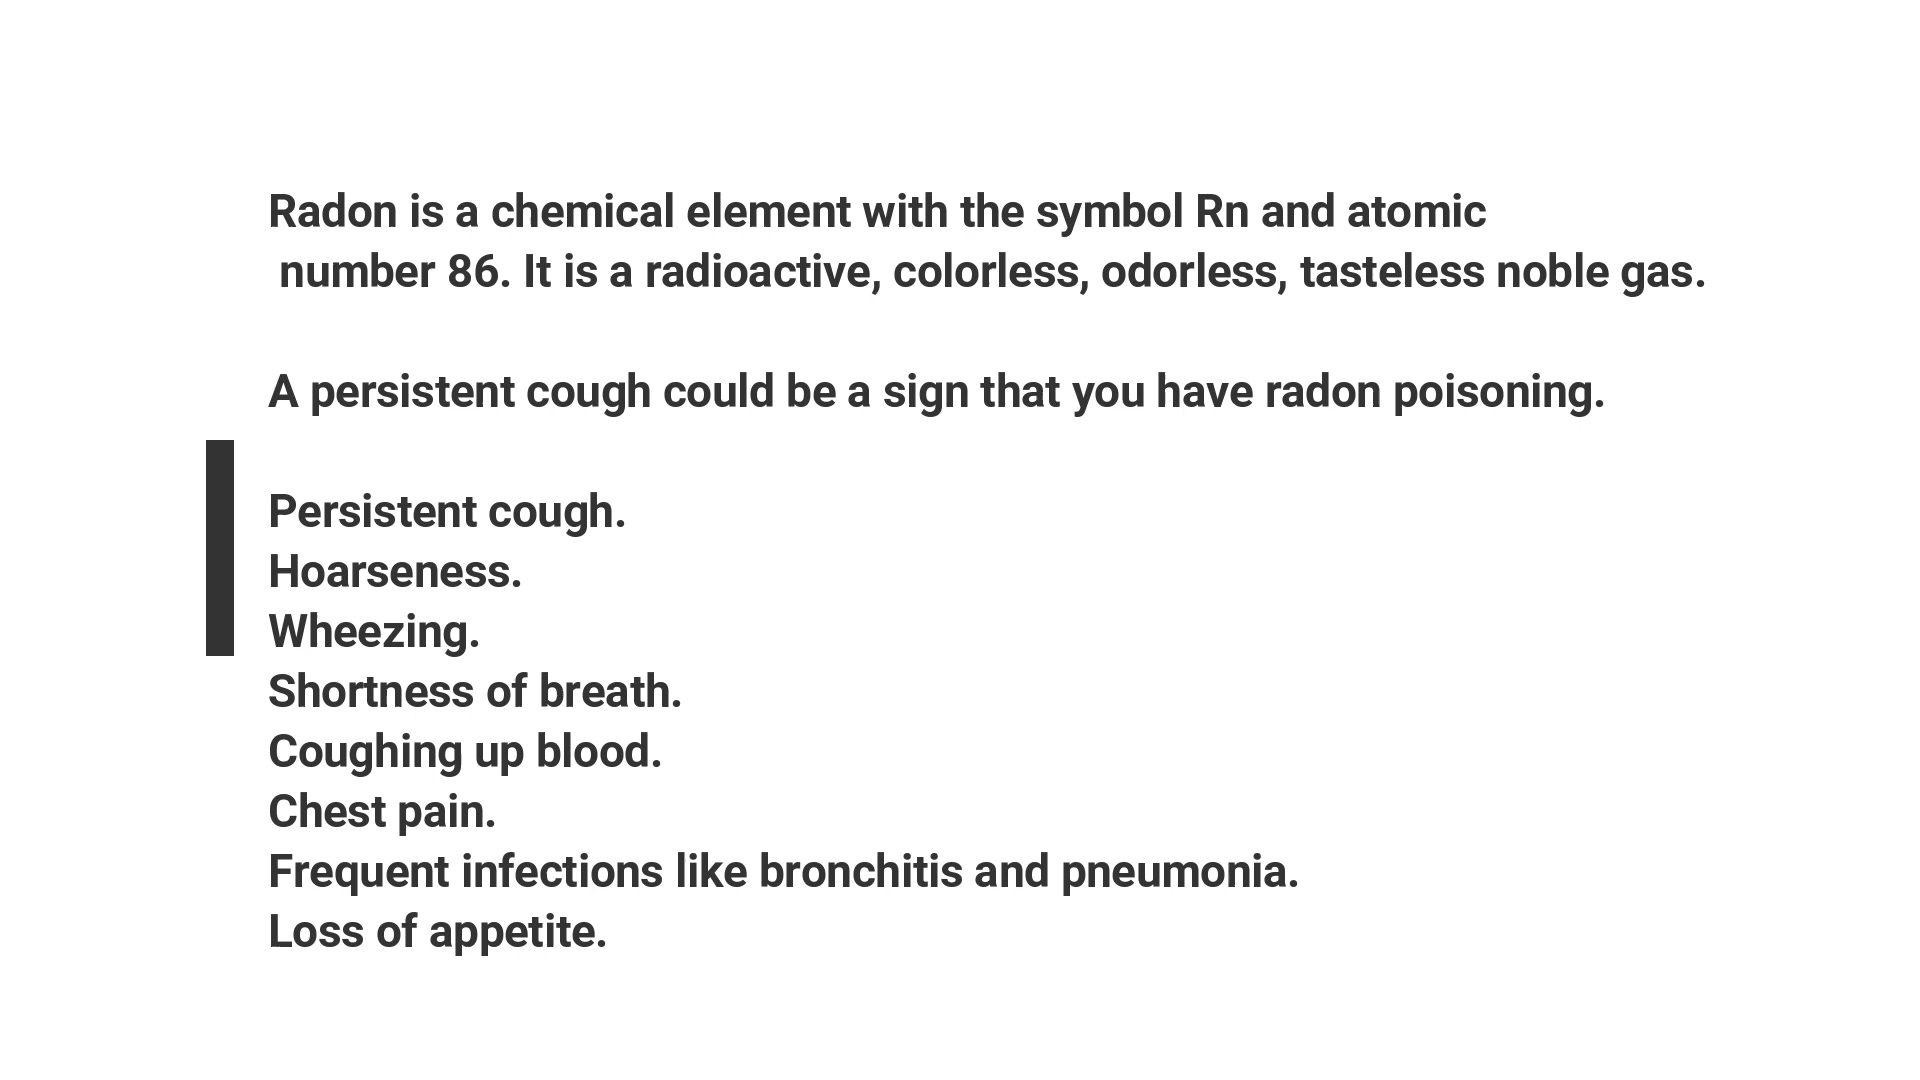 Radon is a chemical element with the symbol Rn and atomic
number 86. It is a radioactive, colorless, odorless, tasteless noble gas.
A persistent cough could be a sign that you have radon poisoning.
Persistent cough.
Hoarseness.
Wheezing.
Shortness of breath.
Coughing up blood.
Chest pain.
Frequent infections like bronchitis and pneumonia.
Loss of appetite.